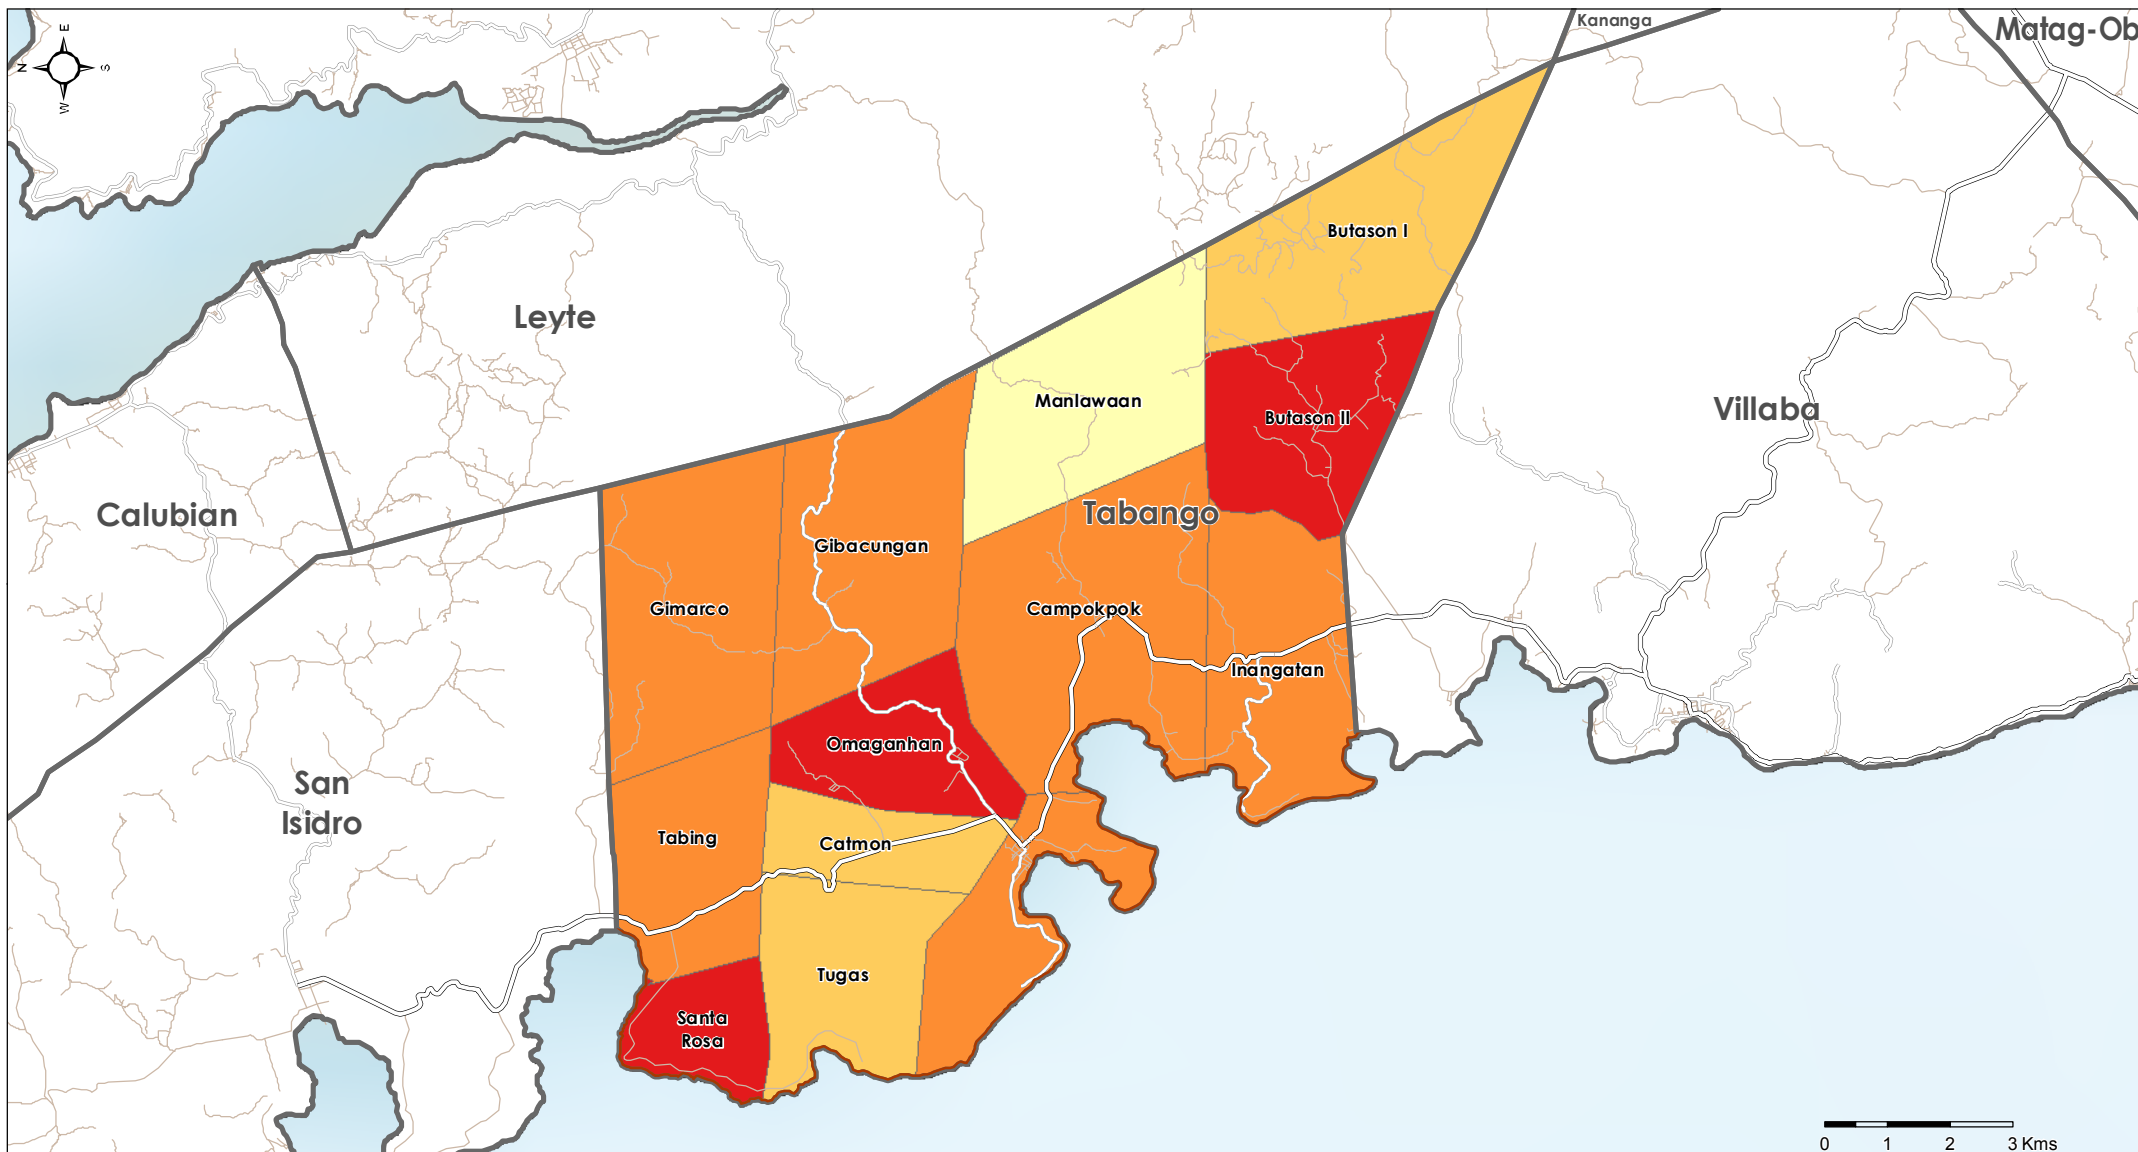 Kananga
Matag-Ob
E
N
S
W
Butason I
Leyte
Manlawaan
Butason II
Villaba
Calubian
Tabango
Gibacungan
Gimarco
Campokpok
Inangatan
Omaganhan
San
Isidro
Tabing
Catmon
Tugas
Santa
Rosa
0 1 2 3 Kms